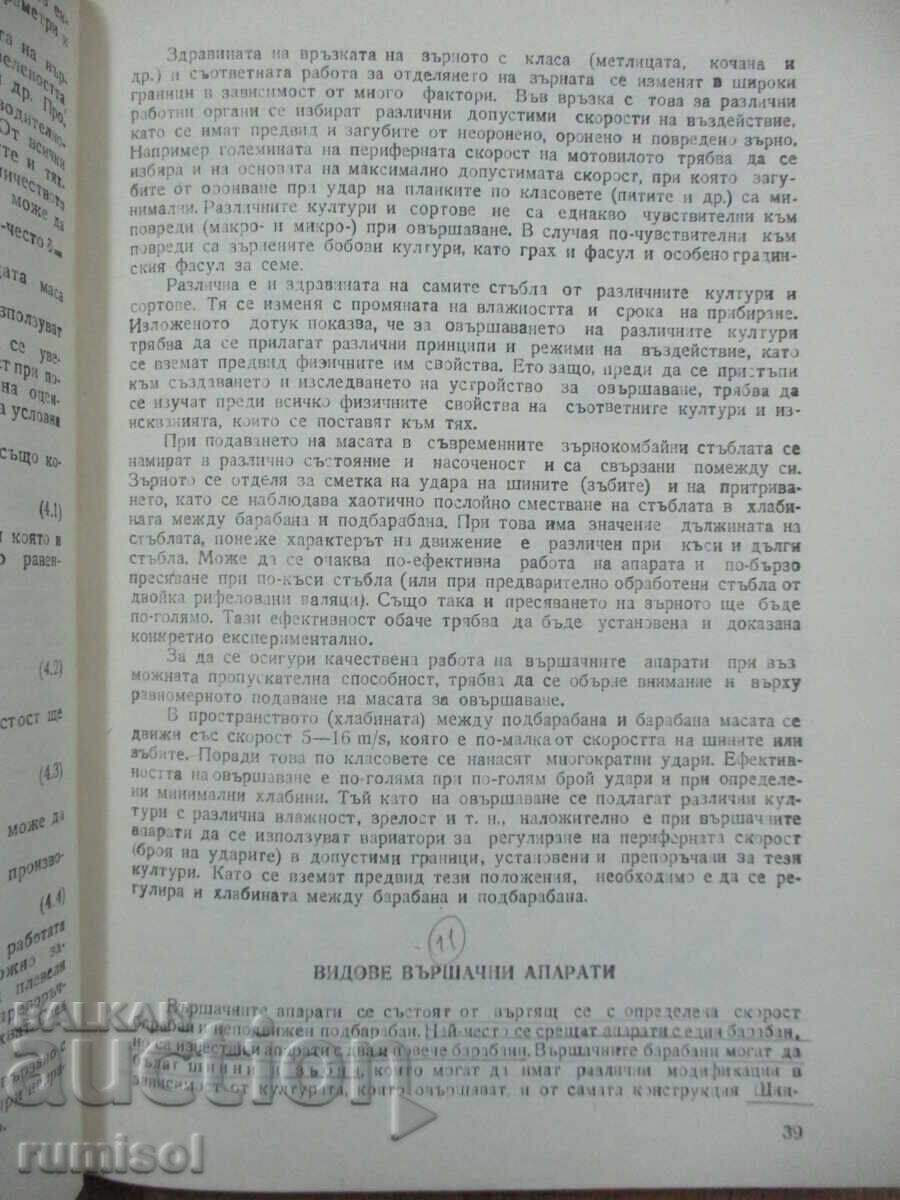 Здравината на връзката на зърното с класа (метлицата, кочана и
др.) и съответната работа за отделянето на зърната се изменят в широки
граници в зависимост от много фактори. Във връзка с това за различни
работни органи се избират различни допустими скорости на въздействие,
като се имат предвид и загубите от неоронено, оронено и повредено зърно.
Например големината на периферната скорост на мотовилото трябва да се
избира и на основата на максимално допустимата скорост, при която загу-
бите от оронване при удар на планките по класовете (питите и др.) са ми-
нимални. Различните култури и сортове не са еднакво чувствителни към
повреди (макро- и микро-) при овършаване. В случая по-чувствителни към
повреди са зърнените бобови култури, като грах и фасул и особено градин-
ския фасул за семе.
Различна е и здравината на самите стъбла от различните култури и
сортове. Тя се изменя с промяната на влажността и срока на прибиране.
Изложеното дотук показва, че за овършаването на различните култури
трябва да се прилагат различни принципи и режими на въздействие, като
се вземат предвид физичните им свойства. Ето защо, преди да се пристъпи
към създаването и изследването на устройство за овършаване, трябва да
се изучат преди всичко физичните свойства на съответните култури и из-
искванията, които се поставят към тях.
При подаването на масата в съвременните зърнокомбайни стъблата се
намират в различно състояние и насоченост и са свързани помежду си.
Зърното се отделя за сметка на удара на шините (зъбите) и на притрива-
нето, като се наблюдава хаотично послойно сместване на стъблата в хлаби-
ната между барабана и подбарабана. При това има значение дължината на
стъблата, понеже характерът на движение е различен при къси и дълги
стъбла. Може да се очаква по-ефективна работа на апарата и по-бързо
пресяване при по-къси стъбла (или при предварително обработени стъбла от
двойка рифеловани валяци). Също така и пресяването на зърното ще бъде
по-голямо. Тази ефективност обаче трябва да бъде установена и доказана
конкретно експериментално.
За да се осигури качествена работа на вършачните апарати при въз
можната пропускателна способност, трябва да се обърне внимание и върху
равномерното подаване на масата за овършаване.
В пространството (хлабината) между подбарабана и барабана масата се
движи със скорост 5—16 m/s, която е по-малка от скоростта на шините или
зъбите. Поради това по класовете се нанасят многократни удари. Ефектив-
ността на овършаване е по-голяма при по-голям брой удари и при определе-
ни минимални хлабини. Тъй като на овършаване се подлагат различни кул-
тури с различна влажност, зрелост и т. н., наложително е при вършачните
апарати да се използуват вариатори за регулиране на периферната скорост
(броя на ударите) в допустими граници, установени и препоръчани за тези
култури. Като се вземат предвид тези положения, необходимо е да се ре-
гулира и хлабината между барабана и подбарабана.
11
ВИДОВЕ ВЪРШАЧНИ АПАРАТИ
Вършачните апарати се състоят от въртящ се с определена скорост
барабан и неподвижен подбарабан. Най-често се срещат апарати с един барабан,
но са известни и апарати с два и повече барабани. Вършачните барабани могат да
бъдат шинни и зъбни, които могат да имат различни модификации в
зависимост от културата, която овършават, и от самата конструкция Шин-
39
BALKAN
auction
rumisol
(4.1)
(4.2)
(4.3)
може да
произво-
(4.4)
работата